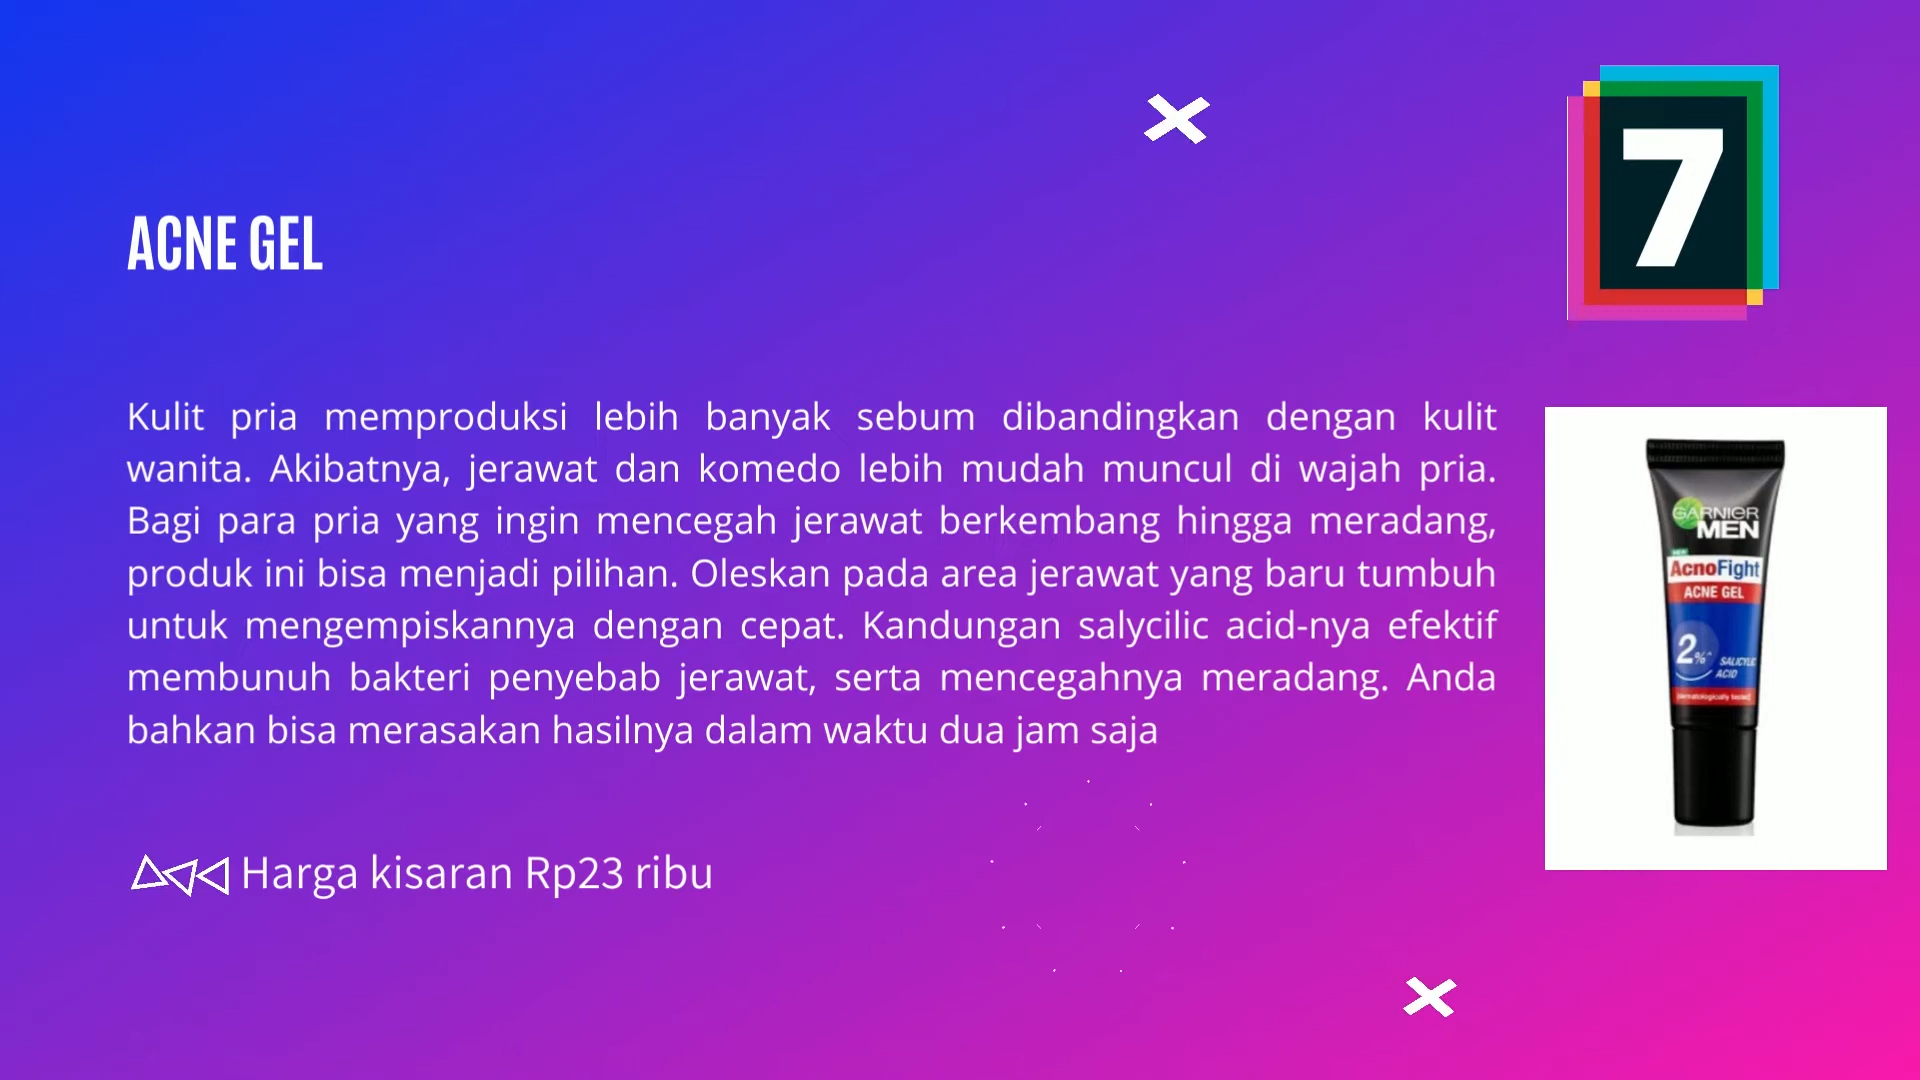 7
ACNE GEL
Kulit pria memproduksi lebih banyak sebum dibandingkan dengan kulit
wanita. Akibatnya, jerawat dan komedo lebih mudah muncul di wajah pria.
Bagi para pria yang ingin mencegah jerawat berkembang hingga meradang,
produk ini bisa menjadi pilihan. Oleskan pada area jerawat yang baru tumbuh
untuk mengempiskannya dengan cepat. Kandungan salycilic acid-nya efektif
membunuh bakteri penyebab jerawat, serta mencegahnya meradang. Anda
bahkan bisa merasakan hasilnya dalam waktu dua jam saja
Harga kisaran Rp23 ribu
GARNIER
MEN
NEW
AcnoFight
ACNE GEL
2%^ SALICYLIC
ACID
Dermatologically tested